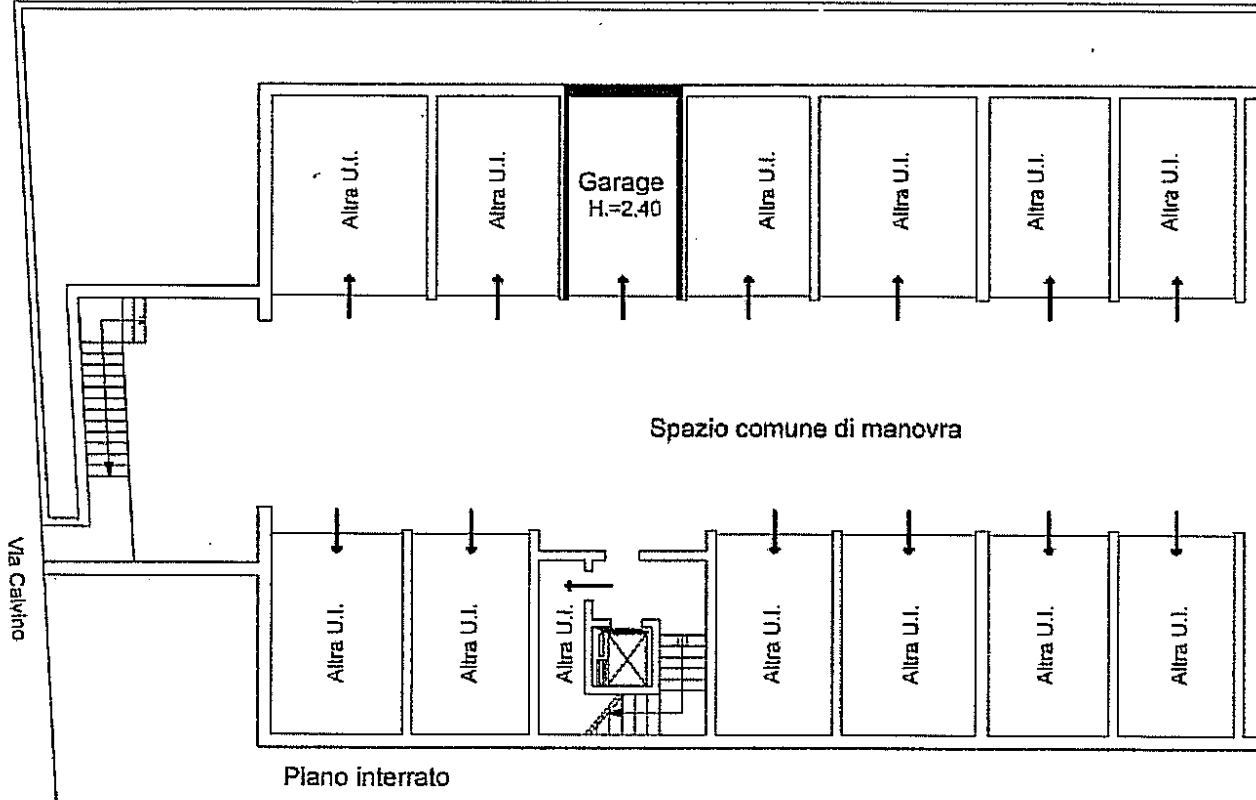 Altra U.I.
Altra U.I.
Garage
H.=2,40
Altra U.I.
Altra U.I.
Altra U.I.
Altra U.I.
Spazio comune di manovra
Via Calvino
Altra U.I.
Altra U.I.
Altra U.I.
Altra U.I.
Altra U.I.
Altra U.I.
Altra U.I.
Piano interrato